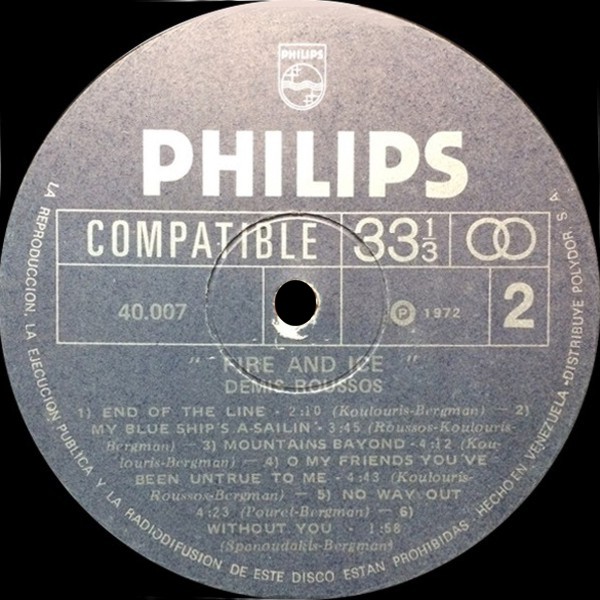 PHILIPS
PHILIPS
COMPATIBLE 33 1/3
40.007 P 1972 2
" FIRE AND ICE "
DEMIS ROUSSOS
1) END OF THE LINE - 2:10 (Koulouris-Bergman) — 2)
MY BLUE SHIP'S A-SAILIN' - 3:45 (Roussos-Koulouris-
Bergman) — 3) MOUNTAINS BAYOND - 4:12 (Kou-
louris-Bergman) — 4) O MY FRIENDS YOU'VE
BEEN UNTRUE TO ME - 4:43 (Koulouris-
Roussos-Bergman) — 5) NO WAY OUT
4:23 (Pourel-Bergman) — 6)
WITHOUT YOU - 1:58
(Spanoudakis-Bergman)
LA REPRODUCCION, LA EJECUCION PUBLICA Y LA RADIODIFUSION DE ESTE DISCO ESTAN PROHIBIDAS. HECHO EN VENEZUELA - DISTRIBUYE POLYDOR S. A.